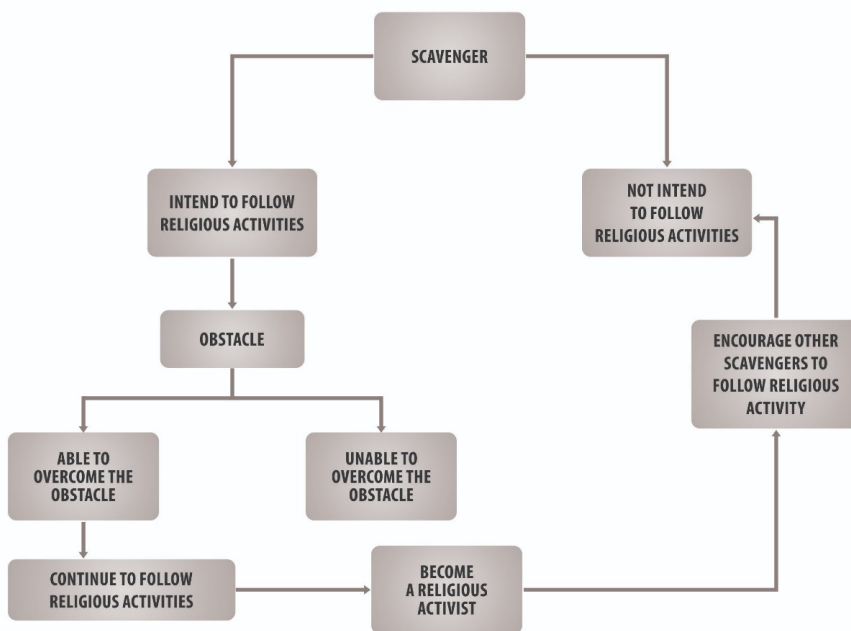 SCAVENGER
INTEND TO FOLLOW
RELIGIOUS ACTIVITIES
NOT INTEND
TO FOLLOW
RELIGIOUS ACTIVITIES
OBSTACLE
ENCOURAGE OTHER
SCAVENGERS TO
FOLLOW RELIGIOUS
ACTIVITY
ABLE TO
OVERCOME THE
OBSTACLE
UNABLE TO
OVERCOME THE
OBSTACLE
CONTINUE TO FOLLOW
RELIGIOUS ACTIVITIES
BECOME
A RELIGIOUS
ACTIVIST